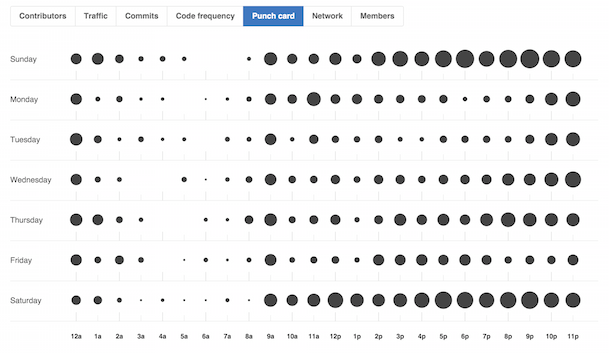 Contributors Traffic Commits Code frequency Punch card Network Members
Sunday
Monday
Tuesday
Wednesday
Thursday
Friday
Saturday
12a 1a 2a 3a 4a 5a 6a 7a 8a 9a 10a 11a 12p 1p 2p 3p 4p 5p 6p 7p 8p 9p 10p 11p